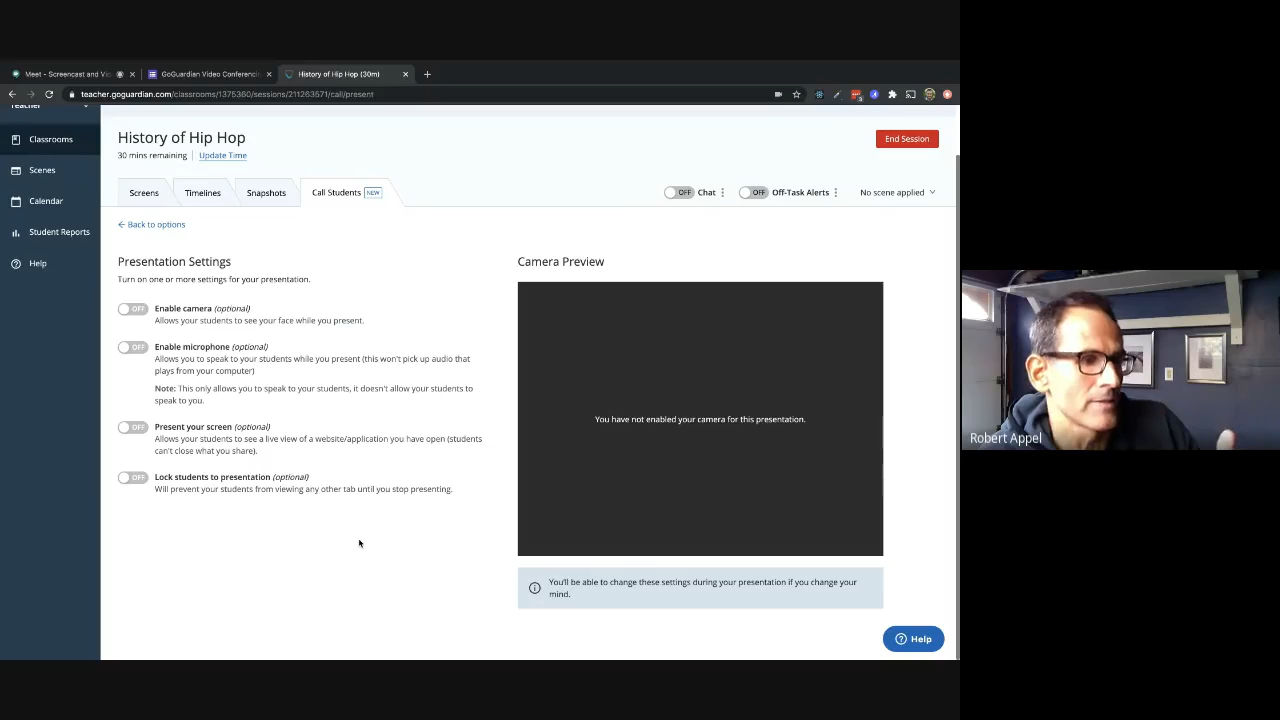 Meet - Screencast and Vi
GoGuardian Video Conferencin
History of Hip Hop (30m)
teacher.goguardian.com/classrooms/1375360/sessions/211263571/call/present
Teacher
Classrooms
Scenes
Calendar
Student Reports
Help
History of Hip Hop
30 mins remaining
Update Time
End Session
Screens
Timelines
Snapshots
Call Students NEW
OFF Chat
OFF Off-Task Alerts
No scene applied
← Back to options
Presentation Settings
Turn on one or more settings for your presentation.
OFF Enable camera (optional)
Allows your students to see your face while you present.
OFF Enable microphone (optional)
Allows you to speak to your students while you present (this won't pick up audio that
plays from your computer)
Note: This only allows you to speak to your students, it doesn't allow your students to
speak to you.
OFF Present your screen (optional)
Allows your students to see a live view of a website/application you have open (students
can't close what you share).
OFF Lock students to presentation (optional)
Will prevent your students from viewing any other tab until you stop presenting.
Camera Preview
You have not enabled your camera for this presentation.
You'll be able to change these settings during your presentation if you change your
mind.
Help
Robert Appel